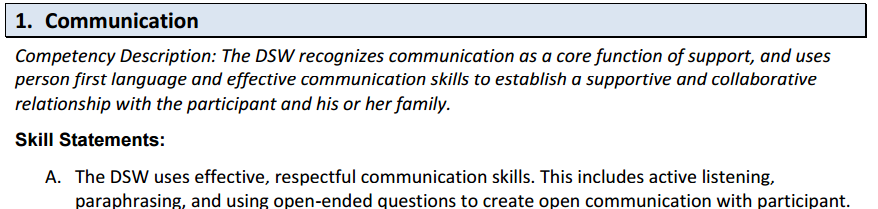 1. Communication
Competency Description: The DSW recognizes communication as a core function of support, and uses
person first language and effective communication skills to establish a supportive and collaborative
relationship with the participant and his or her family.
Skill Statements:
A. The DSW uses effective, respectful communication skills. This includes active listening,
paraphrasing, and using open-ended questions to create open communication with participant.